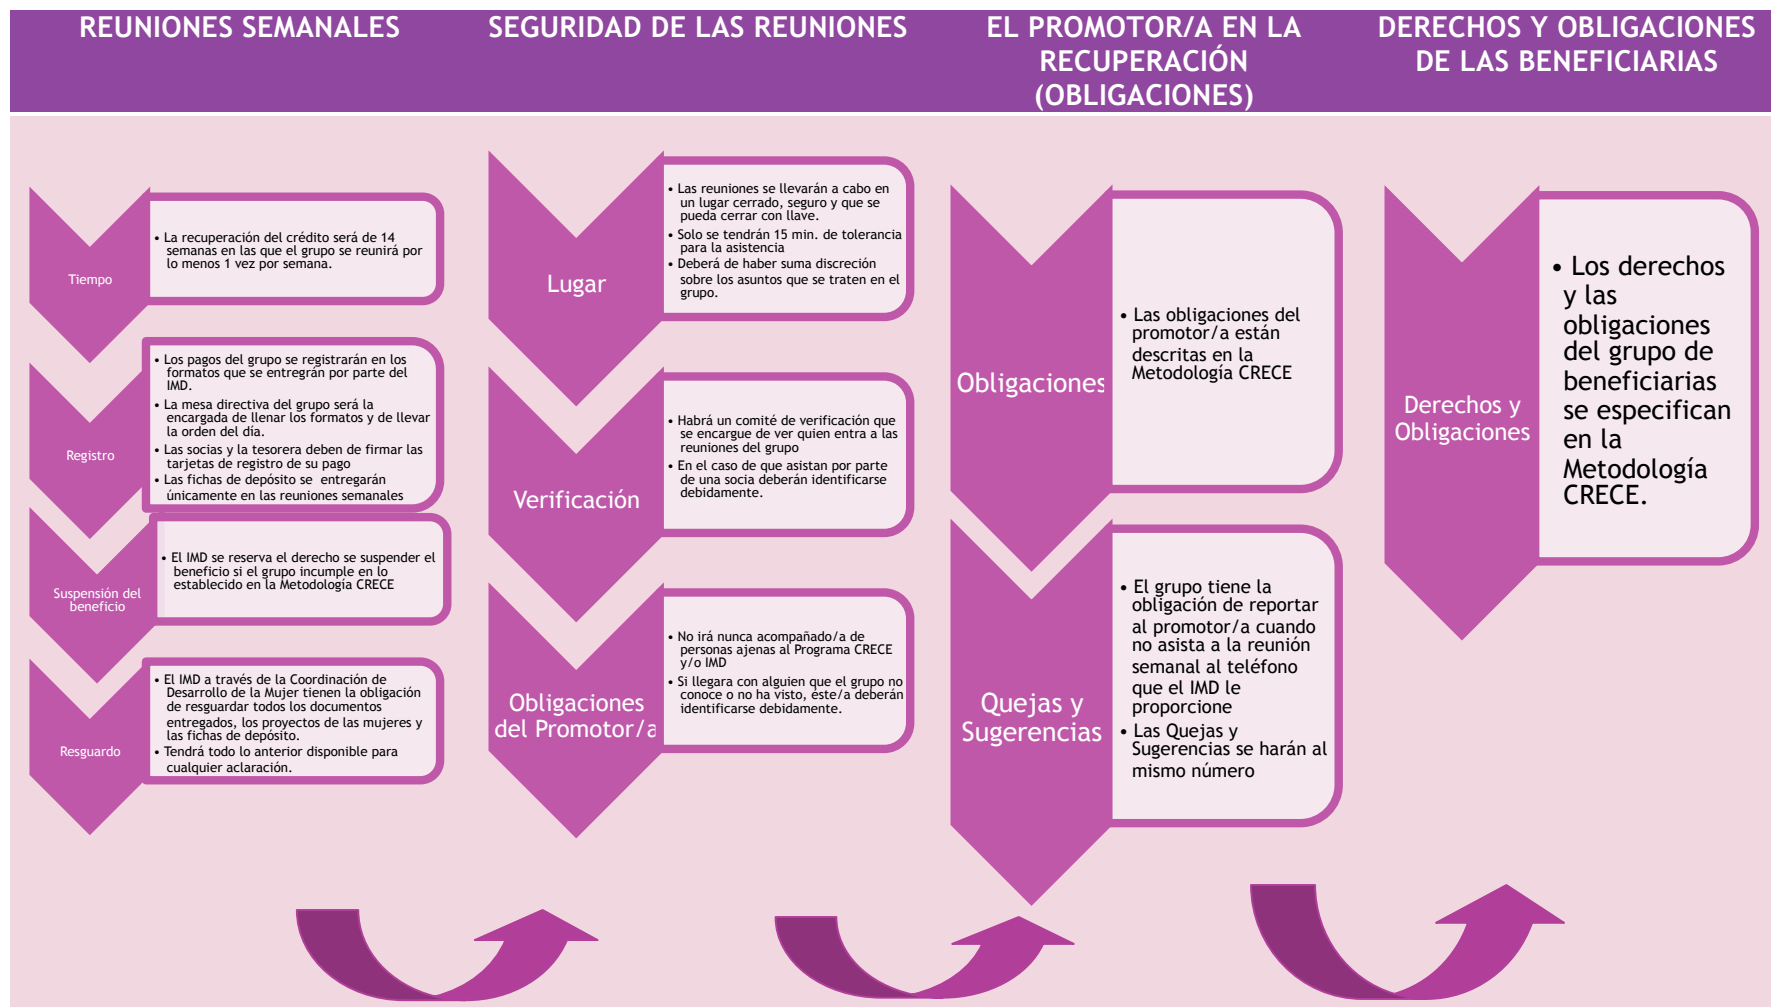 REUNIONES SEMANALES
SEGURIDAD DE LAS REUNIONES
EL PROMOTOR/A EN LA
RECUPERACIÓN
(OBLIGACIONES)
DERECHOS Y OBLIGACIONES
DE LAS BENEFICIARIAS
Tiempo
• La recuperación del crédito será de 14
semanas en las que el grupo se reunirá por
lo menos 1 vez por semana.
Registro
• Los pagos del grupo se registrarán en los
formatos que se entregrán por parte del
IMD.
• La mesa directiva del grupo será la
encargada de llenar los formatos y de llevar
la orden del día.
• Las socias y la tesorera deben de firmar las
tarjetas de registro de su pago
• Las fichas de depósito se entregarán
únicamente en las reuniones semanales
Suspensión del
beneficio
• El IMD se reserva el derecho se suspender el
beneficio si el grupo incumple en lo
establecido en la Metodología CRECE
Resguardo
• El IMD a través de la Coordinación de
Desarrollo de la Mujer tienen la obligación
de resguardar todos los documentos
entregados, los proyectos de las mujeres y
las fichas de depósito.
• Tendrá todo lo anterior disponible para
cualquier aclaración.
Lugar
• Las reuniones se llevarán a cabo en
un lugar cerrado, seguro y que se
pueda cerrar con llave.
• Solo se tendrán 15 min. de tolerancia
para la asistencia
• Deberá de haber suma discreción
sobre los asuntos que se traten en el
grupo.
Verificación
• Habrá un comité de verificación que
se encargue de ver quien entra a las
reuniones del grupo
• En el caso de que asistan por parte
de una socia deberán identificarse
debidamente.
Obligaciones
del Promotor/a
• No irá nunca acompañado/a de
personas ajenas al Programa CRECE
y/o IMD
• Si llegara con alguien que el grupo no
conoce o no ha visto, éste/a deberán
identificarse debidamente.
Obligaciones
• Las obligaciones del
promotor/a están
descritas en la
Metodología CRECE
Quejas y
Sugerencias
• El grupo tiene la
obligación de reportar
al promotor/a cuando
no asista a la reunión
semanal al teléfono
que el IMD le
proporcione
• Las Quejas y
Sugerencias se harán al
mismo número
Derechos y
Obligaciones
• Los derechos
y las
obligaciones
del grupo de
beneficiarias
se especifican
en la
Metodología
CRECE.